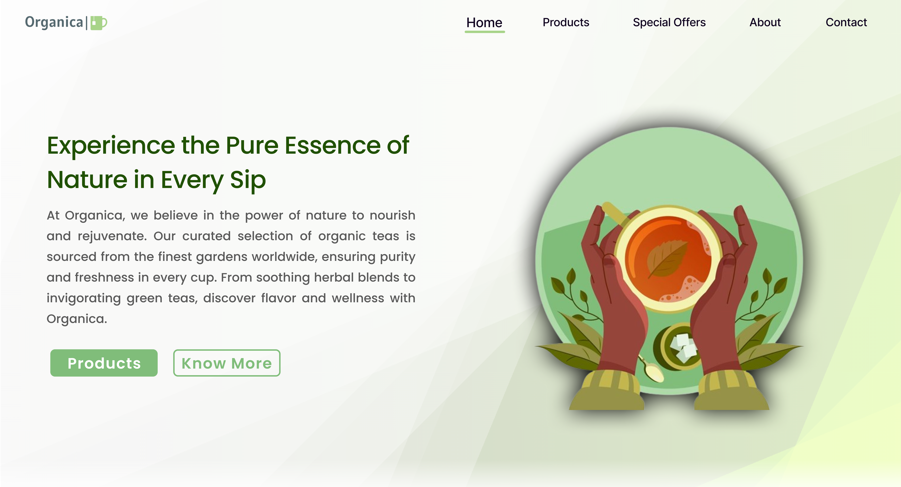 Organica
Home
Products
Special Offers
About
Contact
Experience the Pure Essence of
Nature in Every Sip
At Organica, we believe in the power of nature to nourish
and rejuvenate. Our curated selection of organic teas is
sourced from the finest gardens worldwide, ensuring purity
and freshness in every cup. From soothing herbal blends to
invigorating green teas, discover flavor and wellness with
Organica.
Products
Know More